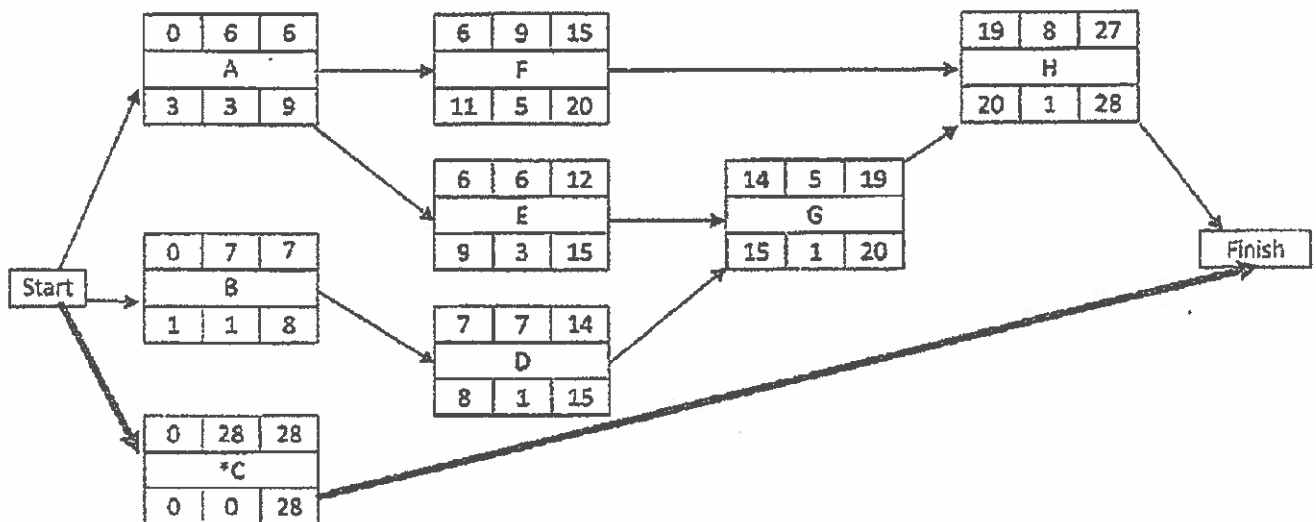 0 6 6
A
3 3 9
6 9 15
F
11 5 20
19 8 27
H
20 1 28
6 6 12
E
9 3 15
14 5 19
G
15 1 20
Start
0 7 7
B
1 1 8
Finish
7 7 14
D
8 1 15
0 28 28
*C
0 0 28